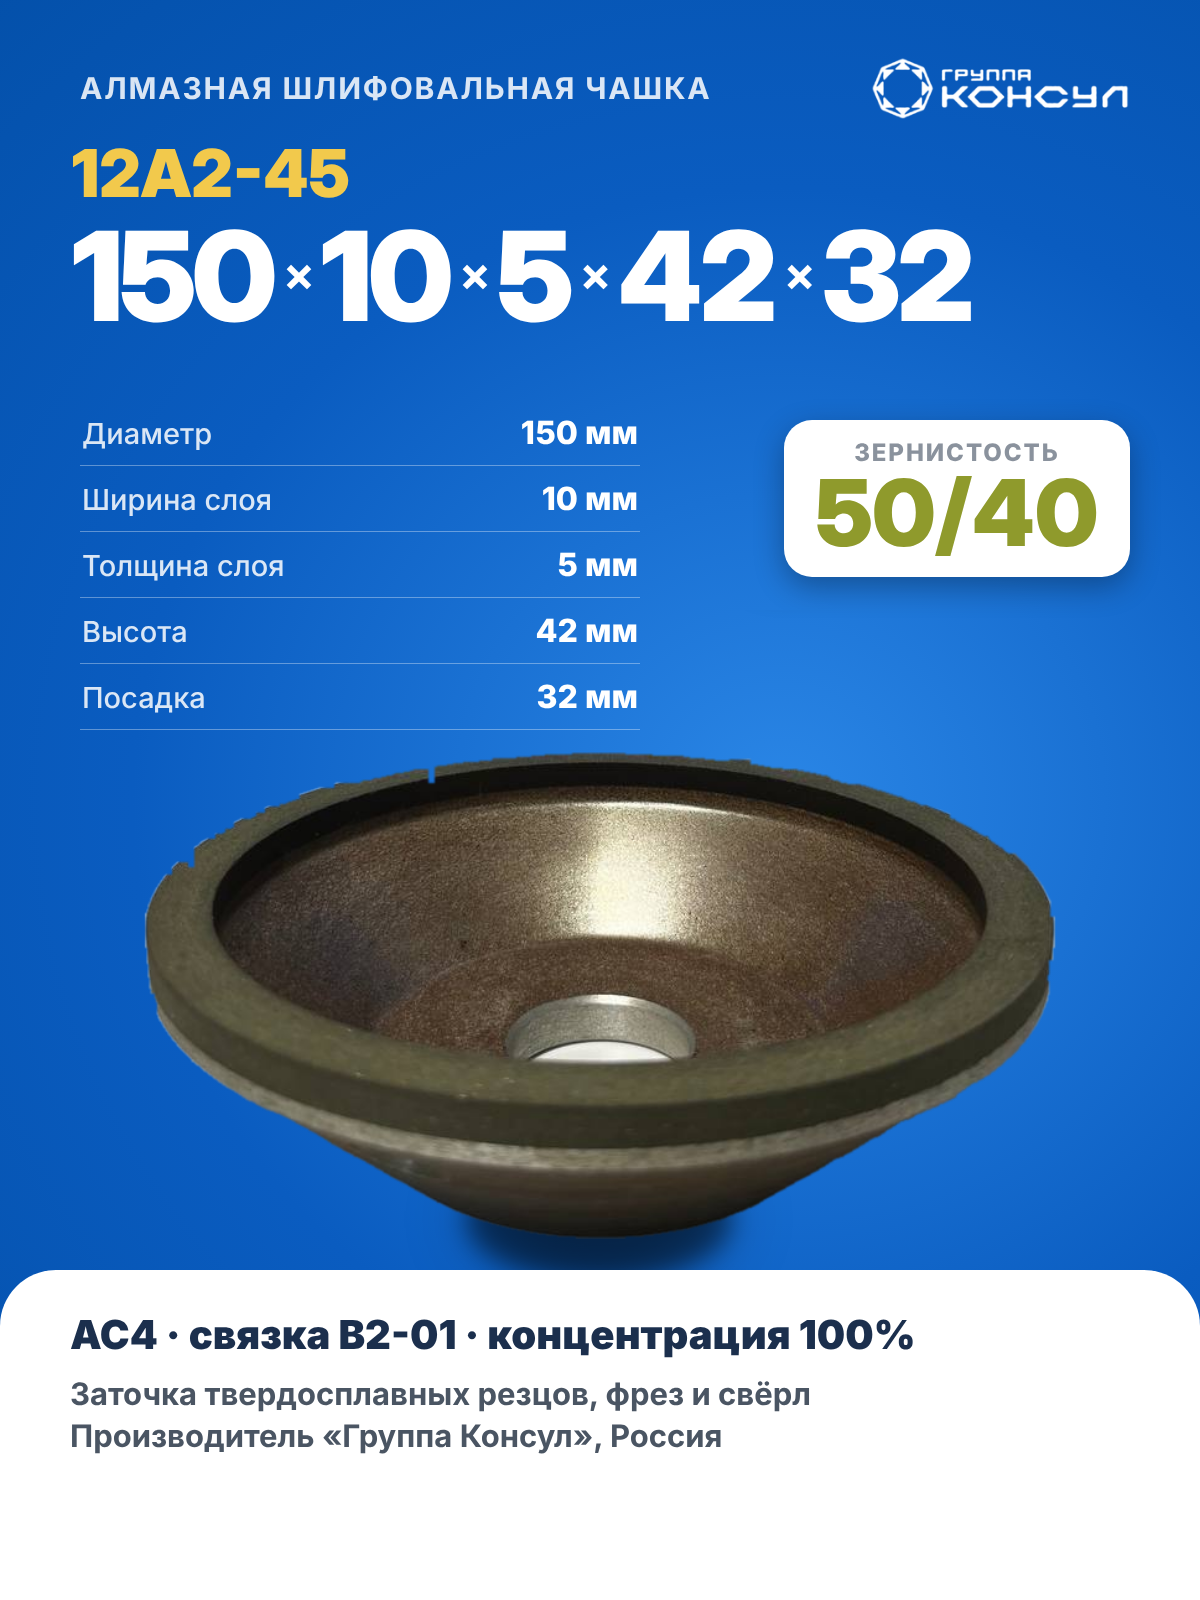 АЛМАЗНАЯ ШЛИФОВАЛЬНАЯ ЧАШКА
ГРУППА
КОНСУЛ
12А2-45
150×10×5×42×32
Диаметр 150 мм
Ширина слоя 10 мм
Толщина слоя 5 мм
Высота 42 мм
Посадка 32 мм
ЗЕРНИСТОСТЬ
50/40
АС4 · связка В2-01 · концентрация 100%
Заточка твердосплавных резцов, фрез и свёрл
Производитель «Группа Консул», Россия